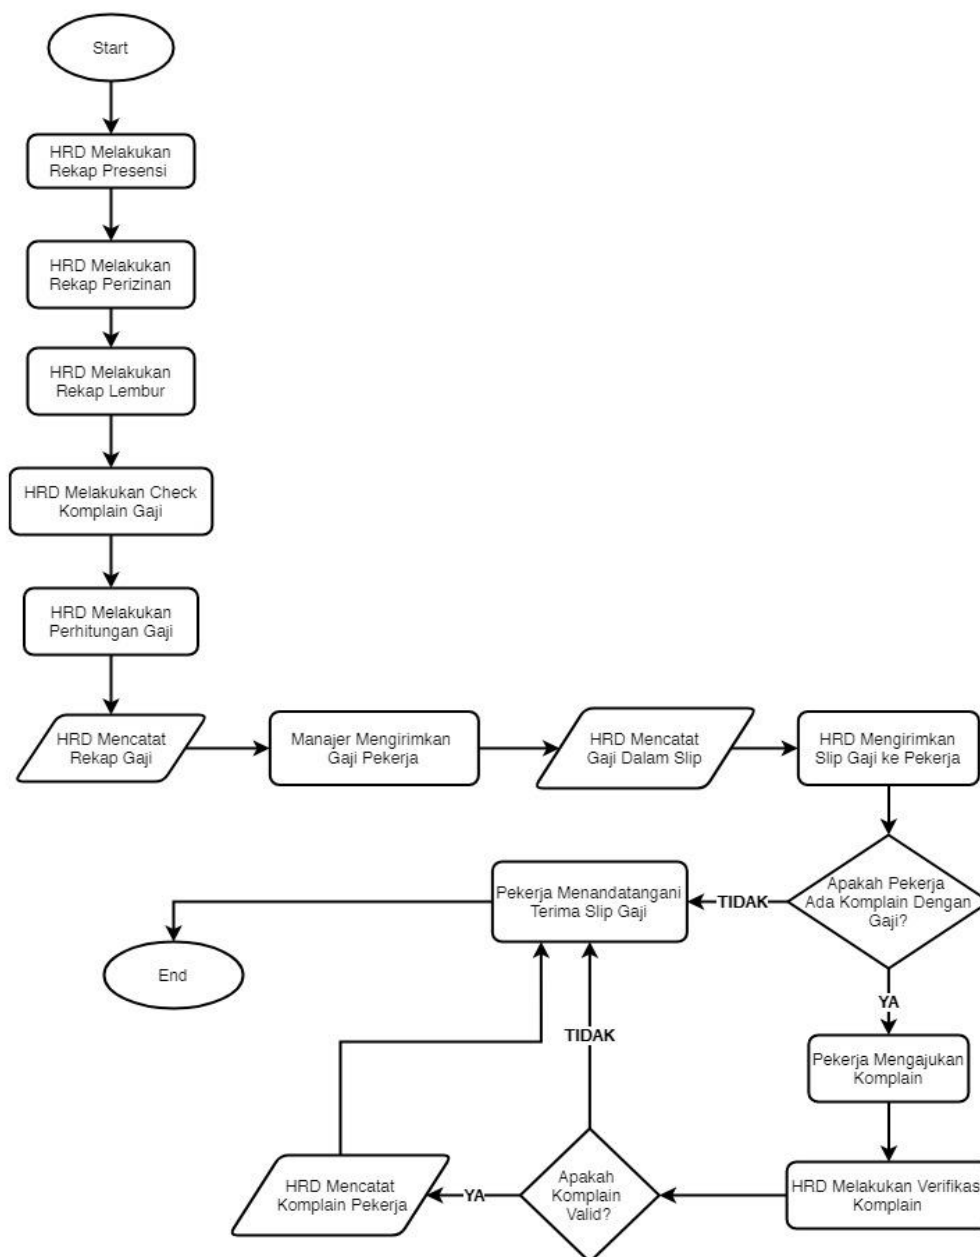 Start
HRD Melakukan
Rekap Presensi
HRD Melakukan
Rekap Perizinan
HRD Melakukan
Rekap Lembur
HRD Melakukan Check
Komplain Gaji
HRD Melakukan
Perhitungan Gaji
HRD Mencatat
Rekap Gaji
Manajer Mengirimkan
Gaji Pekerja
HRD Mencatat
Gaji Dalam Slip
HRD Mengirimkan
Slip Gaji ke Pekerja
Apakah Pekerja
Ada Komplain Dengan
Gaji?
TIDAK
Pekerja Menandatangani
Terima Slip Gaji
End
YA
Pekerja Mengajukan
Komplain
HRD Melakukan Verifikasi
Komplain
Apakah
Komplain
Valid?
TIDAK
YA
HRD Mencatat
Komplain Pekerja